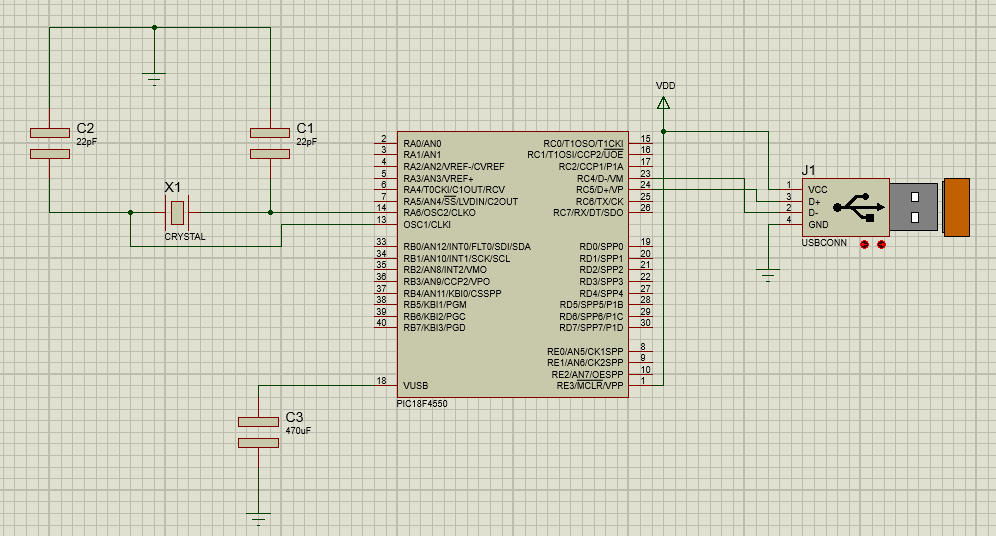 VDD
C2
22pF
C1
22pF
X1
CRYSTAL
2 RA0/AN0
3 RA1/AN1
4 RA2/AN2/VREF-/CVREF
5 RA3/AN3/VREF+
6 RA4/T0CKI/C1OUT/RCV
7 RA5/AN4/SS/LVDIN/C2OUT
14 RA6/OSC2/CLKO
13 OSC1/CLKI
33 RB0/AN12/INT0/FLT0/SDI/SDA
34 RB1/AN10/INT1/SCK/SCL
35 RB2/AN8/INT2/VMO
36 RB3/AN9/CCP2/VPO
37 RB4/AN11/KBI0/CSSPP
38 RB5/KBI1/PGM
39 RB6/KBI2/PGC
40 RB7/KBI3/PGD
18 VUSB
RC0/T1OSO/T1CKI 15
RC1/T1OSI/CCP2/UOE 16
RC2/CCP1/P1A 17
RC4/D-/VM 23
RC5/D+/VP 24
RC6/TX/CK 25
RC7/RX/DT/SDO 26
RD0/SPP0 19
RD1/SPP1 20
RD2/SPP2 21
RD3/SPP3 22
RD4/SPP4 27
RD5/SPP5/P1B 28
RD6/SPP6/P1C 29
RD7/SPP7/P1D 30
RE0/AN5/CK1SPP 8
RE1/AN6/CK2SPP 9
RE2/AN7/OESPP 10
RE3/MCLR/VPP 1
PIC18F4550
C3
470uF
J1
1 VCC
3 D+
2 D-
4 GND
USBCONN